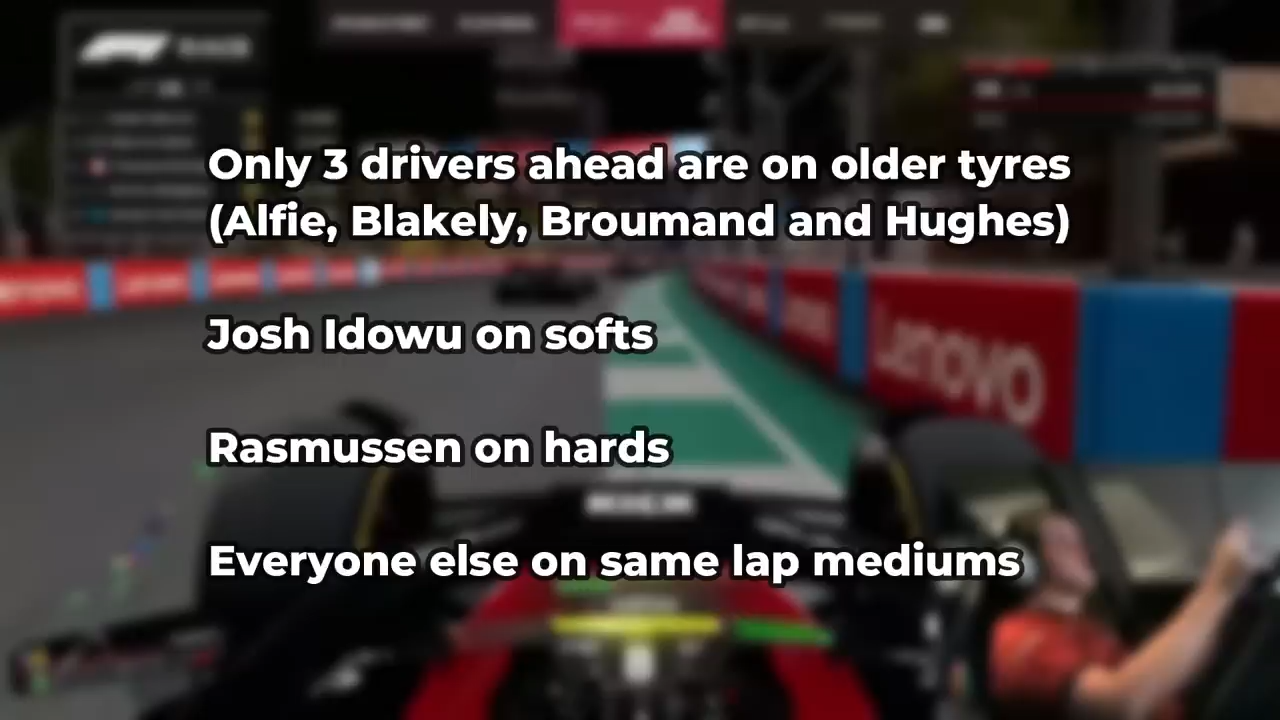 Only 3 drivers ahead are on older tyres
(Alfie, Blakely, Broumand and Hughes)
Josh Idowu on softs
Rasmussen on hards
Everyone else on same lap mediums
Lenovo